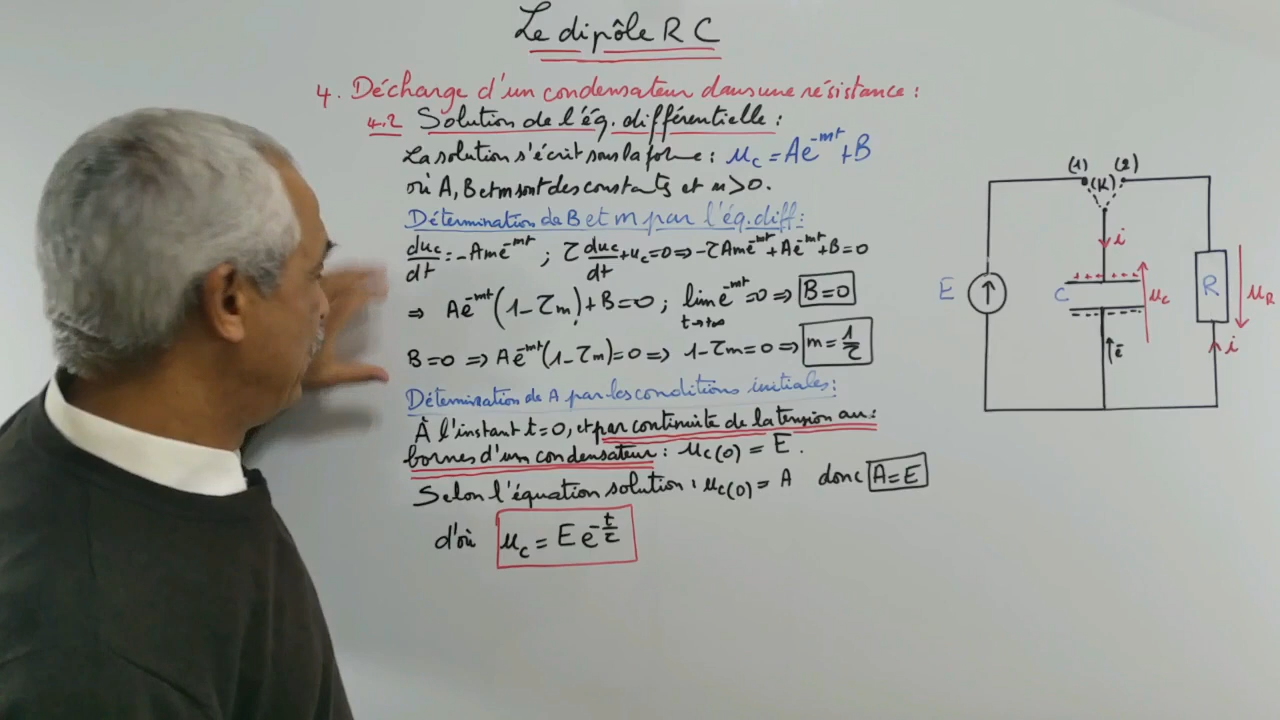 Le dipôle RC
4. Décharge d'un condensateur dans une résistance :
4.2 Solution de l'éq. différentielle :
La solution s'écrit sous la forme : u_c = Ae^-mt + B
où A, B et m sont des constants et m > 0.
Détermination de B et m par l'éq. diff :
du_c/dt = -Ame^-mt ; τ du_c/dt + u_c = 0 ⇒ -τAme^-mt + Ae^-mt + B = 0
⇒ Ae^-mt (1 - τm) + B = 0 ; lim e^-mt = 0 ⇒ B = 0
t→+∞
B = 0 ⇒ Ae^-mt (1 - τm) = 0 ⇒ 1 - τm = 0 ⇒ m = 1/τ
Détermination de A par les conditions initiales :
À l'instant t = 0, et par continuité de la tension au :
bornes d'un condensateur : u_c(0) = E.
Selon l'équation solution : u_c(0) = A donc A = E
d'où u_c = E e^-t/τ
(1) (K) (2)
i
+ + + + + +
E C u_c R u_R
- - - - - -
ē i